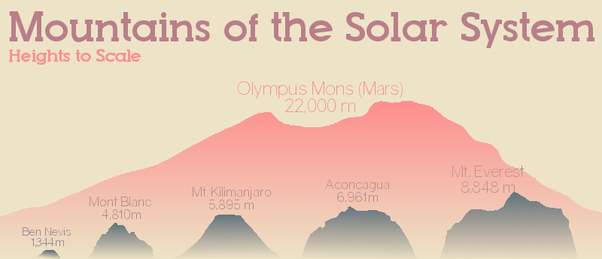 Mountains of the Solar System
Heights to Scale
Olympus Mons (Mars)
22,000 m
Mt. Everest
8,848 m
Aconcagua
6,961m
Mt. Kilimanjaro
5,895 m
Mont Blanc
4,810m
Ben Nevis
1,344m